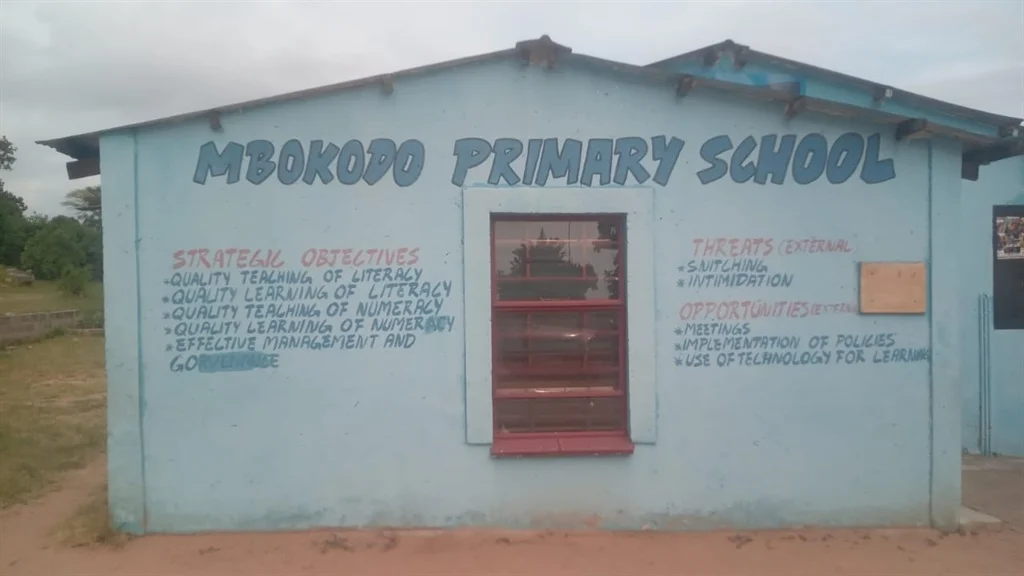 MBOKODO PRIMARY SCHOOL
STRATEGIC OBJECTIVES
*QUALITY TEACHING OF LITERACY
*QUALITY LEARNING OF LITERACY
*QUALITY TEACHING OF NUMERACY
*QUALITY LEARNING OF NUMERACY
*EFFECTIVE MANAGEMENT AND
THREATS (EXTERNAL
*SNITCHING
*INTIMIDATION
OPPORTUNITIES
*MEETINGS
*IMPLEMENTATION OF POLICIES
*USE OF TECHNOLOGY FOR LEARNING